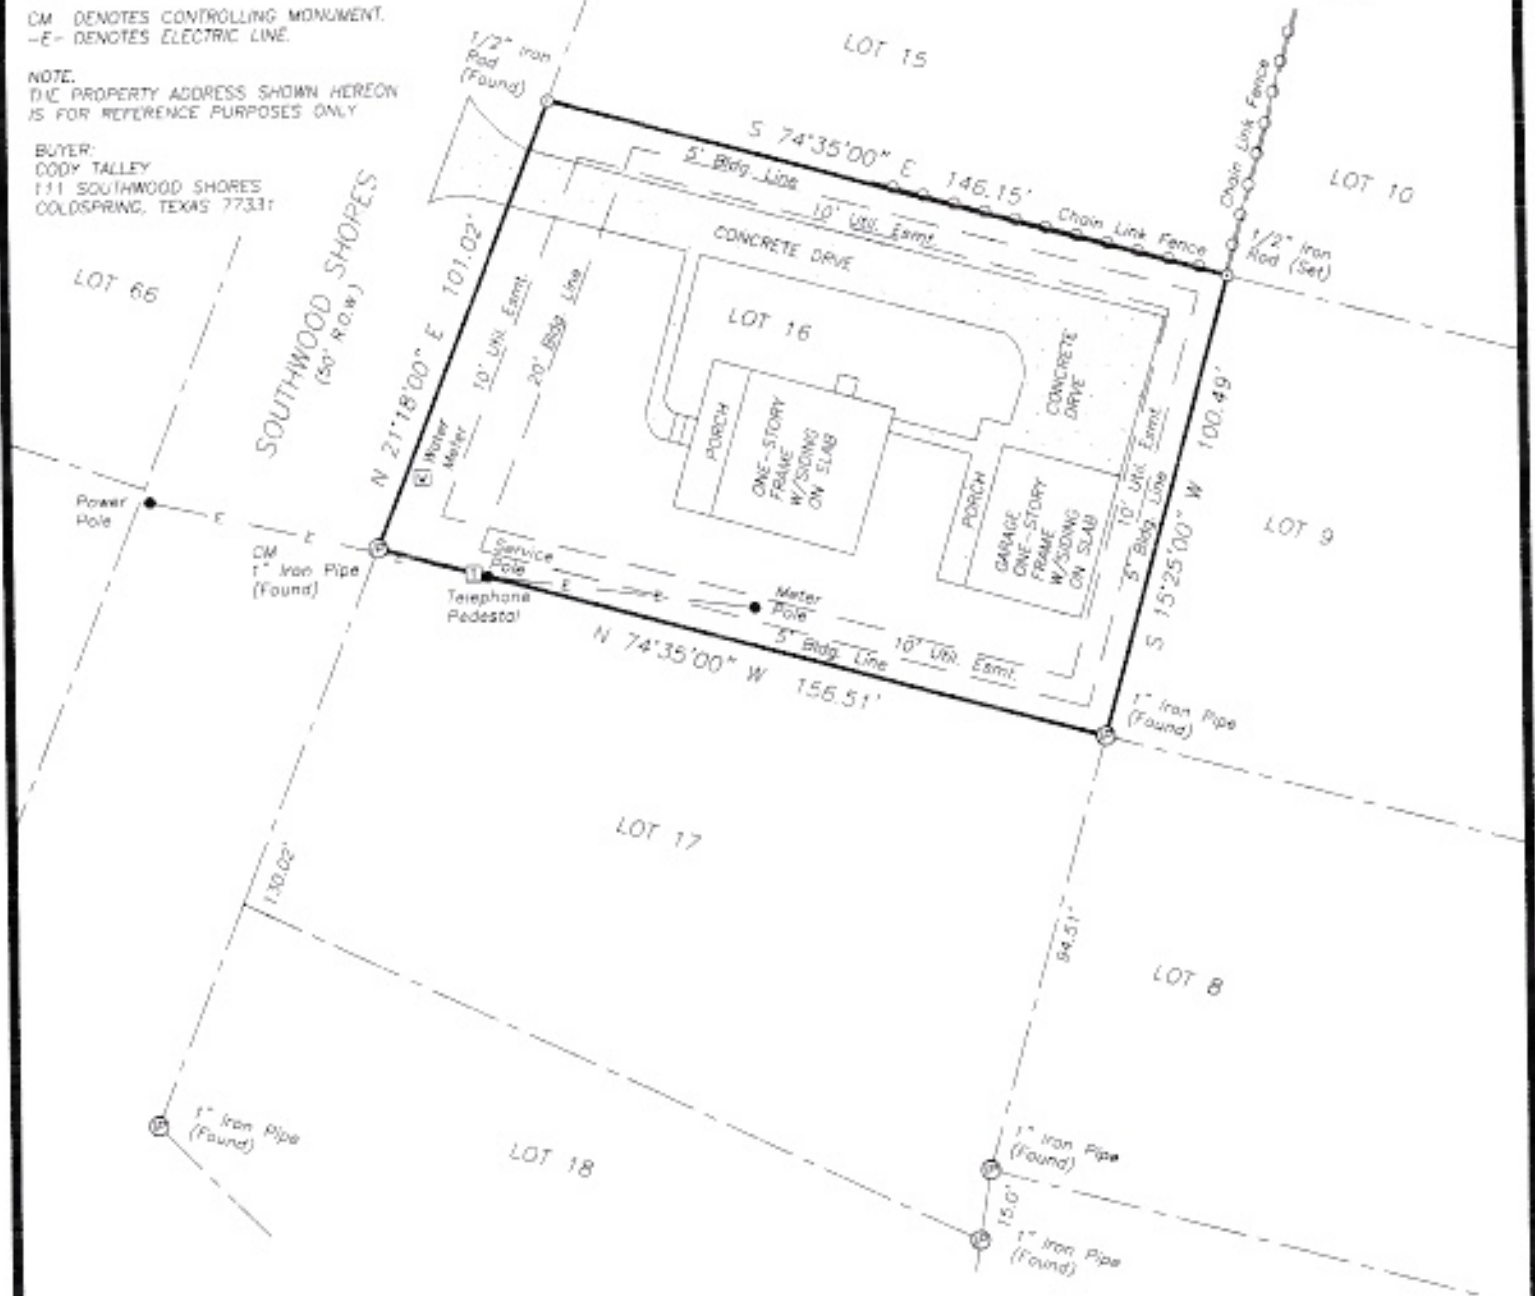 CM DENOTES CONTROLLING MONUMENT.
-E- DENOTES ELECTRIC LINE.
NOTE:
THE PROPERTY ADDRESS SHOWN HEREON
IS FOR REFERENCE PURPOSES ONLY
BUYER:
CODY TALLEY
111 SOUTHWOOD SHORES
COLDSPRING, TEXAS 77331
1/2" Iron
Rod
(Found)
LOT 15
Chain Link Fence
LOT 10
S 74°35'00" E 146.15'
5' Bldg. Line
10' Util. Esmt.
Chain Link Fence
1/2" Iron
Rod (Set)
CONCRETE DRVE
LOT 66
SOUTHWOOD SHORES
(50' R.O.W.)
N 21°18'00" E 101.02'
10' Util. Esmt.
20' Bldg. Line
LOT 16
CONCRETE
DRVE
Water
Meter
PORCH
ONE-STORY
FRAME
W/SIDING
ON SLAB
PORCH
GARAGE
ONE-STORY
FRAME
W/SIDING
ON SLAB
10' Util. Esmt.
5' Bldg. Line
S 15°25'00" W 100.49'
LOT 9
Power
Pole
E
E
CM
1" Iron Pipe
(Found)
Service
Pole
T
Telephone
Pedestal
E
E
Meter
Pole
5' Bldg. Line
10' Util. Esmt.
N 74°35'00" W 156.51'
1" Iron Pipe
(Found)
LOT 17
130.02'
94.51'
LOT 8
1" Iron Pipe
(Found)
LOT 18
1" Iron Pipe
(Found)
15.0'
1" Iron Pipe
(Found)